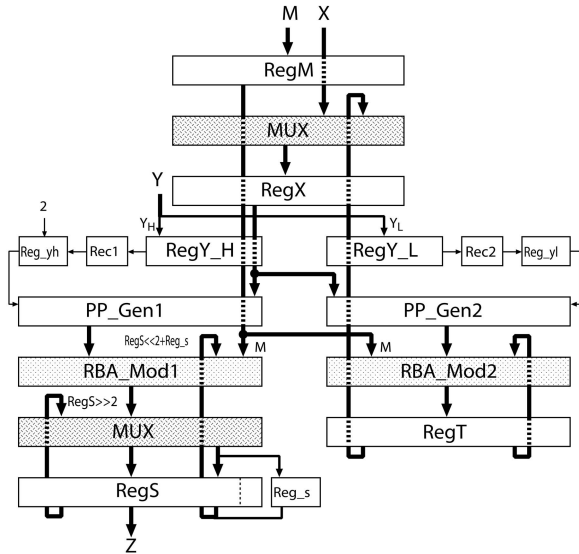 M X
RegM
MUX
RegX
Y
2
Y_H
Y_L
Reg_yh
Rec1
RegY_H
RegY_L
Rec2
Reg_yl
PP_Gen1
PP_Gen2
RegS<<2+Reg_s
M
M
RBA_Mod1
RBA_Mod2
RegS>>2
MUX
RegT
RegS
Reg_s
Z